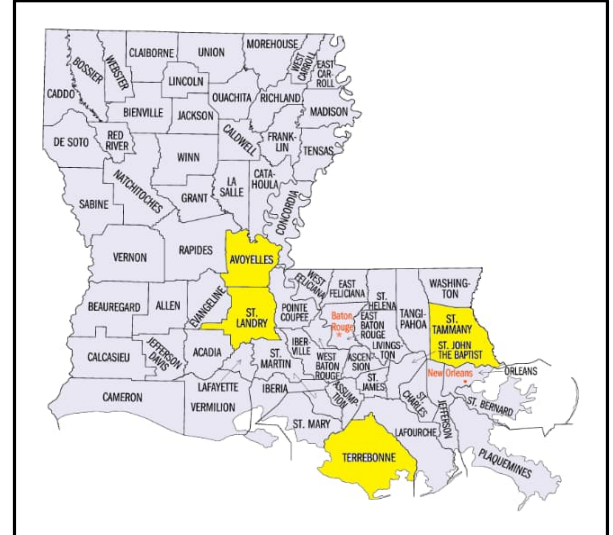 MOREHOUSE
CLAIBORNE
UNION
WEST
CARROLL
EAST
CAR-
ROLL
BOSSIER
WEBSTER
LINCOLN
CADDO
OUACHITA
RICHLAND
MADISON
BIENVILLE
JACKSON
DE SOTO
RED
RIVER
CALDWELL
FRANK-
LIN
TENSAS
WINN
NATCHITOCHES
LA
SALLE
CATA-
HOULA
SABINE
GRANT
CONCORDIA
VERNON
RAPIDES
AVOYELLES
WEST
FELICIANA
EAST
FELICIANA
ST.
HELENA
WASHING-
TON
BEAUREGARD
ALLEN
EVANGELINE
ST.
LANDRY
POINTE
COUPEE
Baton
Rouge
EAST
BATON
ROUGE
TANGI-
PAHOA
ST.
TAMMANY
LIVINGS-
TON
ST. JOHN
THE BAPTIST
CALCASIEU
JEFFERSON
DAVIS
ACADIA
ST.
MARTIN
IBER-
VILLE
WEST
BATON
ROUGE
ASCEN-
SION
New Orleans
ORLEANS
CAMERON
LAFAYETTE
VERMILION
IBERIA
ASSUMP-
TION
ST.
JAMES
ST.
CHARLES
JEFFERSON
ST. BERNARD
ST. MARY
LAFOURCHE
TERREBONNE
PLAQUEMINES